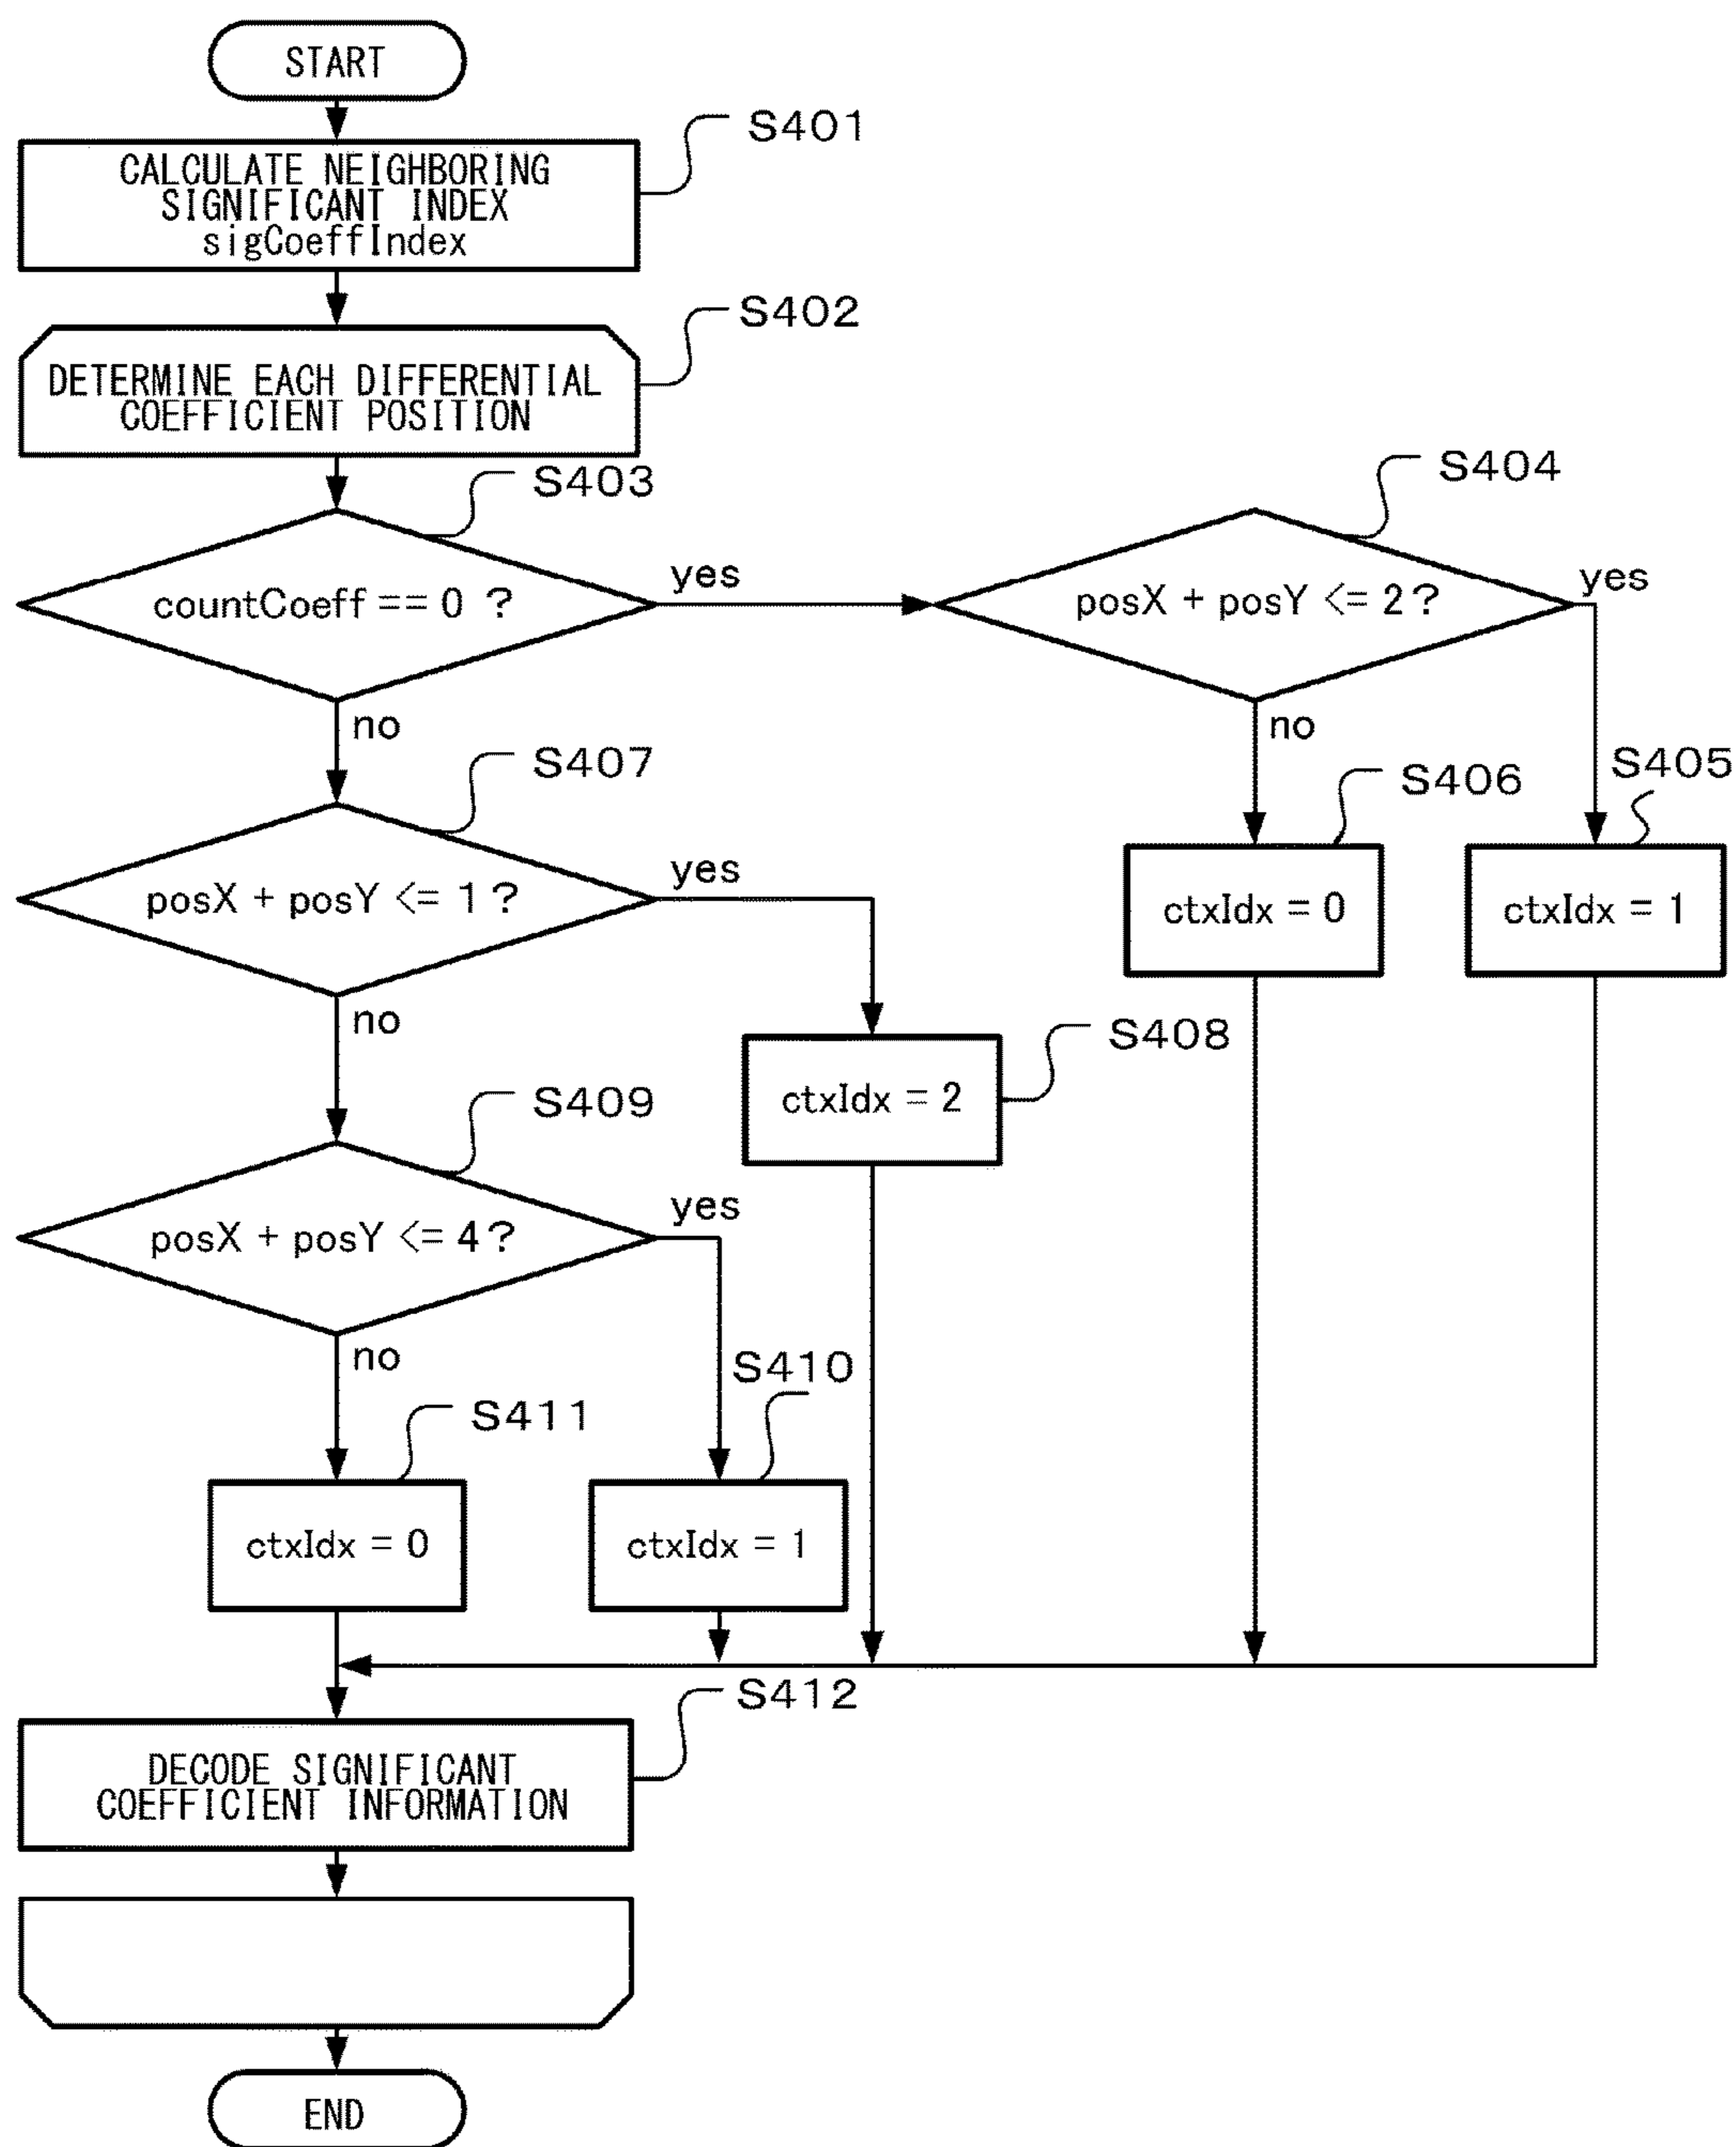 START
S401
CALCULATE NEIGHBORING
SIGNIFICANT INDEX
sigCoeffIndex
S402
DETERMINE EACH DIFFERENTIAL
COEFFICIENT POSITION
S403
countCoeff == 0 ?
yes
no
S404
posX + posY <= 2 ?
yes
no
S405
ctxIdx = 1
S406
ctxIdx = 0
S407
posX + posY <= 1 ?
yes
no
S408
ctxIdx = 2
S409
posX + posY <= 4 ?
yes
no
S410
ctxIdx = 1
S411
ctxIdx = 0
S412
DECODE SIGNIFICANT
COEFFICIENT INFORMATION
END